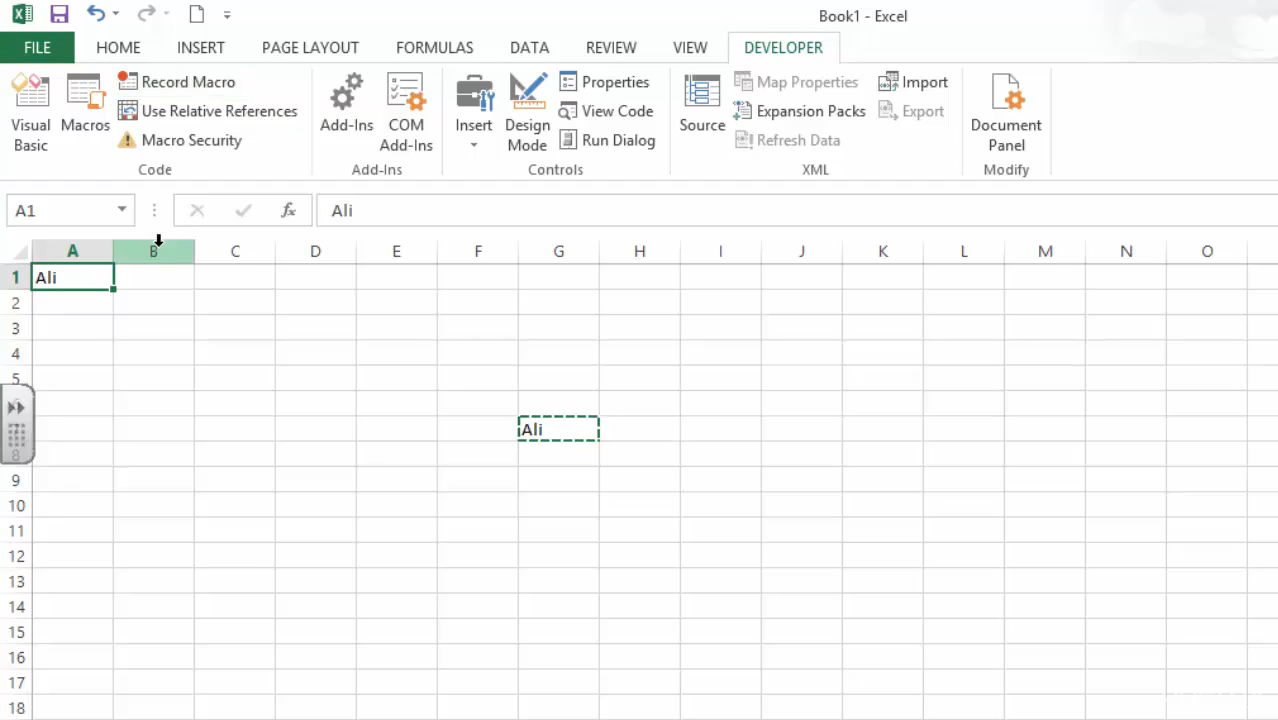 Book1 - Excel
FILE HOME INSERT PAGE LAYOUT FORMULAS DATA REVIEW VIEW DEVELOPER
Visual Basic
Macros
Record Macro
Use Relative References
Macro Security
Code
Add-Ins
COM Add-Ins
Add-Ins
Insert
Design Mode
Properties
View Code
Run Dialog
Controls
Source
Map Properties
Expansion Packs
Refresh Data
Import
Export
XML
Document Panel
Modify
A1 fx Ali
A B C D E F G H I J K L M N O
1 Ali
2
3
4
5
Ali
8
9
10
11
12
13
14
15
16
17
18